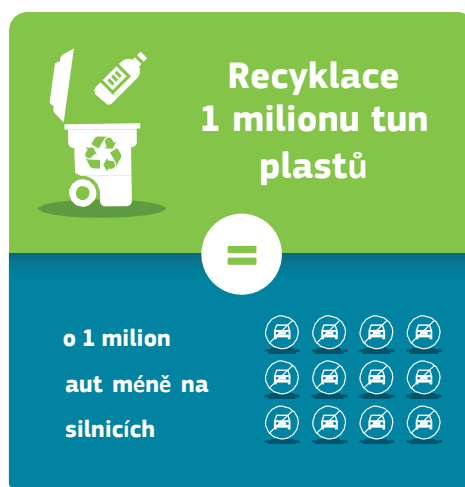 Recyklace
1 milionu tun
plastů
=
o 1 milion
aut méně na
silnicích